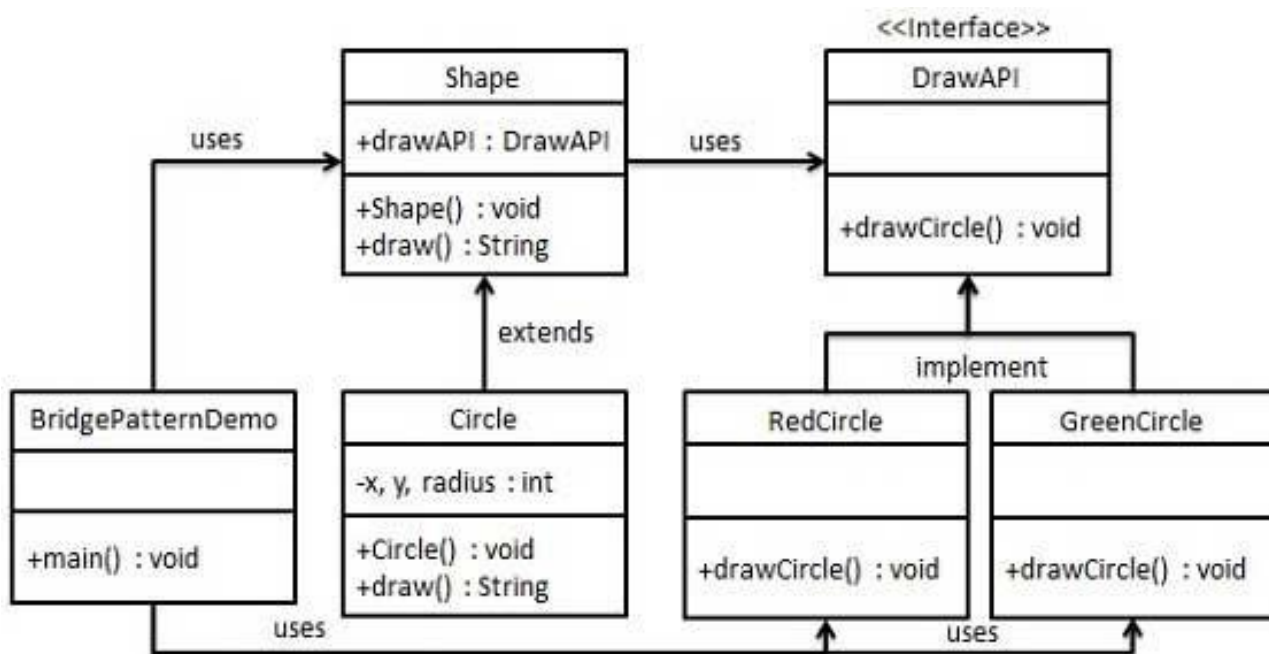 <<Interface>>
Shape
DrawAPI
uses
+drawAPI : DrawAPI
uses
+Shape() : void
+draw() : String
+drawCircle() : void
extends
implement
BridgePatternDemo
Circle
RedCircle
GreenCircle
-x, y, radius : int
+main() : void
+Circle() : void
+draw() : String
+drawCircle() : void
+drawCircle() : void
uses
uses